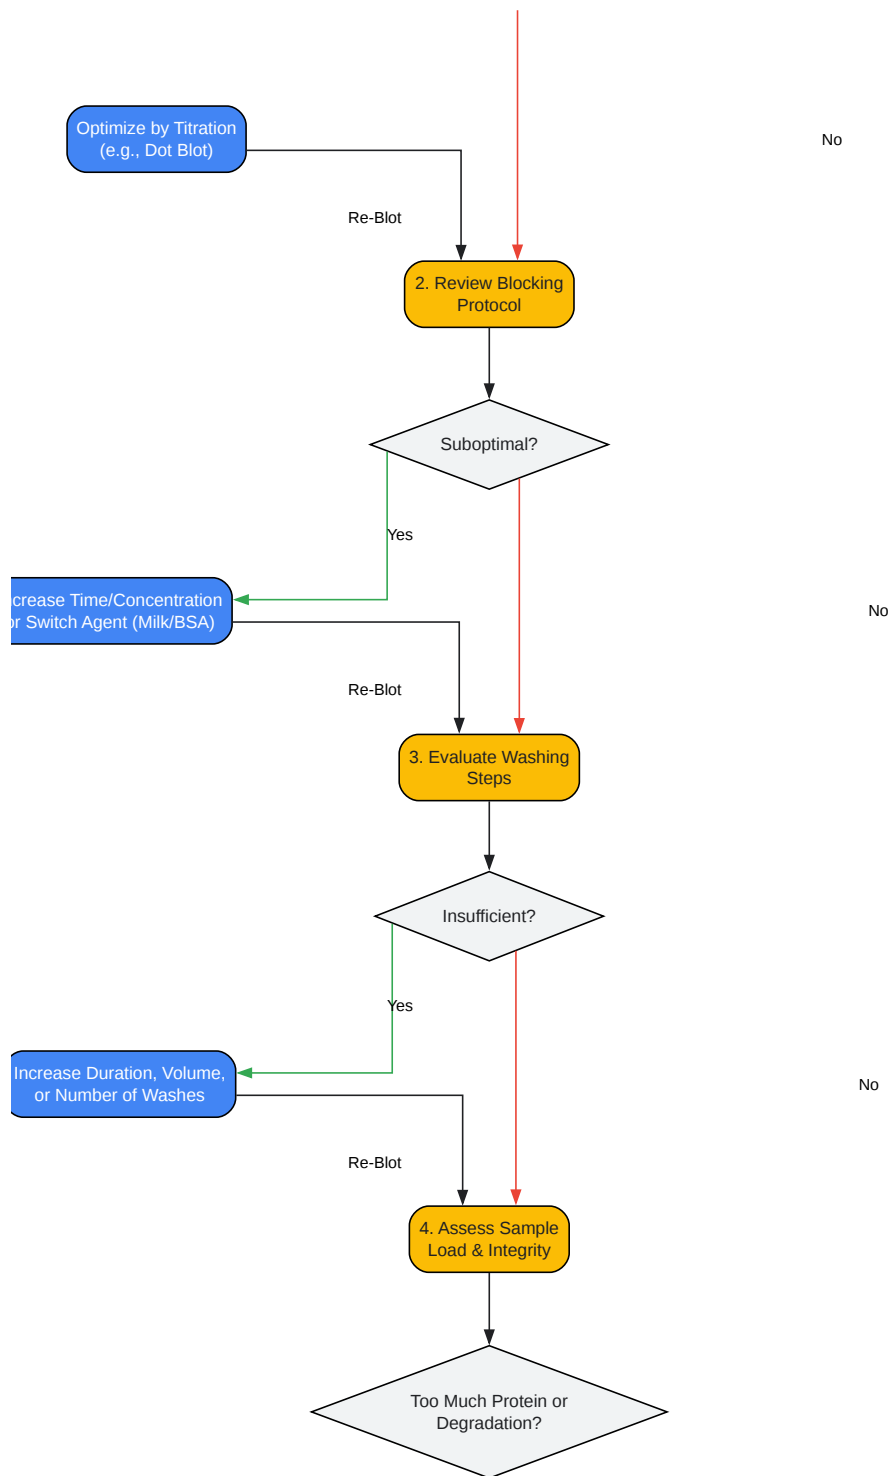 Optimize by Titration
(e.g., Dot Blot)
No
Re-Blot
2. Review Blocking
Protocol
Suboptimal?
Yes
crease Time/Concentration
or Switch Agent (Milk/BSA)
No
Re-Blot
3. Evaluate Washing
Steps
Insufficient?
Yes
Increase Duration, Volume,
or Number of Washes
No
Re-Blot
4. Assess Sample
Load & Integrity
Too Much Protein or
Degradation?